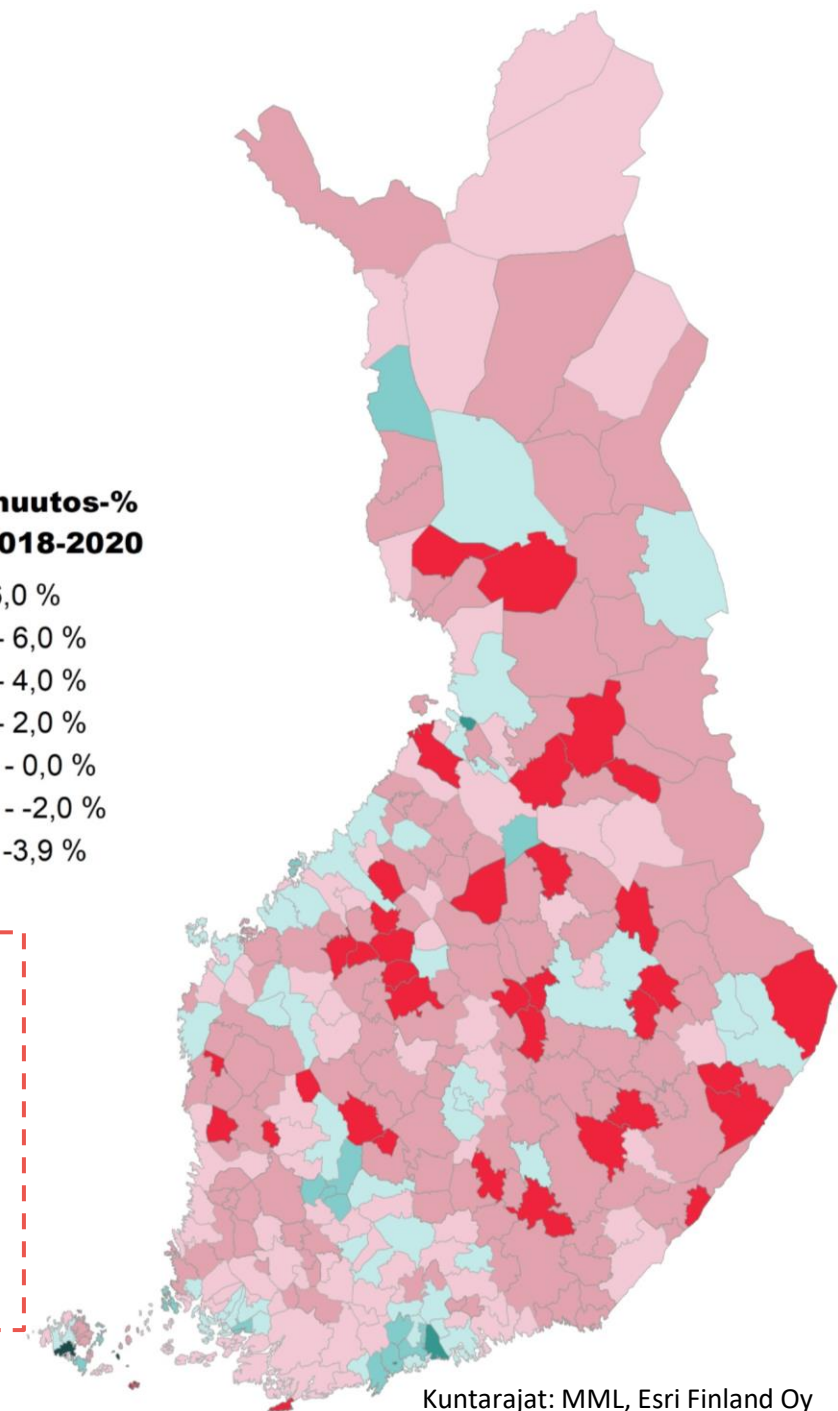 muutos-%
2018-2020
6,0 %
- 6,0 %
- 4,0 %
- 2,0 %
- 0,0 %
- -2,0 %
-3,9 %
Kuntarajat: MML, Esri Finland Oy